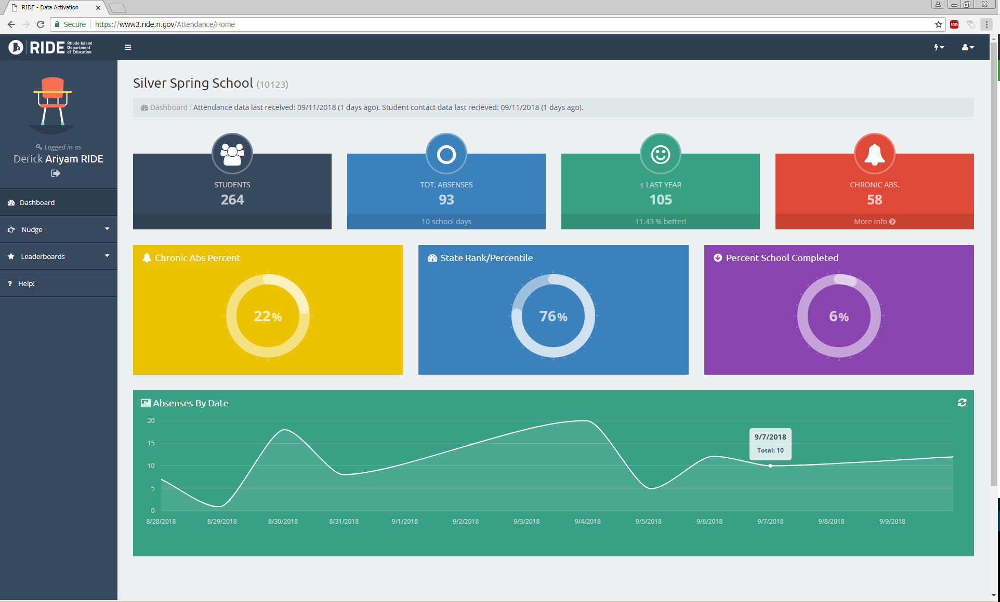 RIDE - Data Activation
Secure https://www3.ride.ri.gov/Attendance/Home
CORS
RIDE Rhode Island
Department
of Education
Silver Spring School (10123)
Dashboard : Attendance data last received: 09/11/2018 (1 days ago). Student contact data last recieved: 09/11/2018 (1 days ago).
Logged in as
Derick Ariyam RIDE
Dashboard
Nudge
Leaderboards
? Help!
STUDENTS
264
TOT. ABSENSES
93
10 school days
± LAST YEAR
105
11.43 % better!
CHRONIC ABS.
58
More Info
Chronic Abs Percent
22%
State Rank/Percentile
76%
Percent School Completed
6%
Absenses By Date
20
15
10
5
0
9/7/2018
Total: 10
8/28/2018 8/29/2018 8/30/2018 8/31/2018 9/1/2018 9/2/2018 9/3/2018 9/4/2018 9/5/2018 9/6/2018 9/7/2018 9/8/2018 9/9/2018